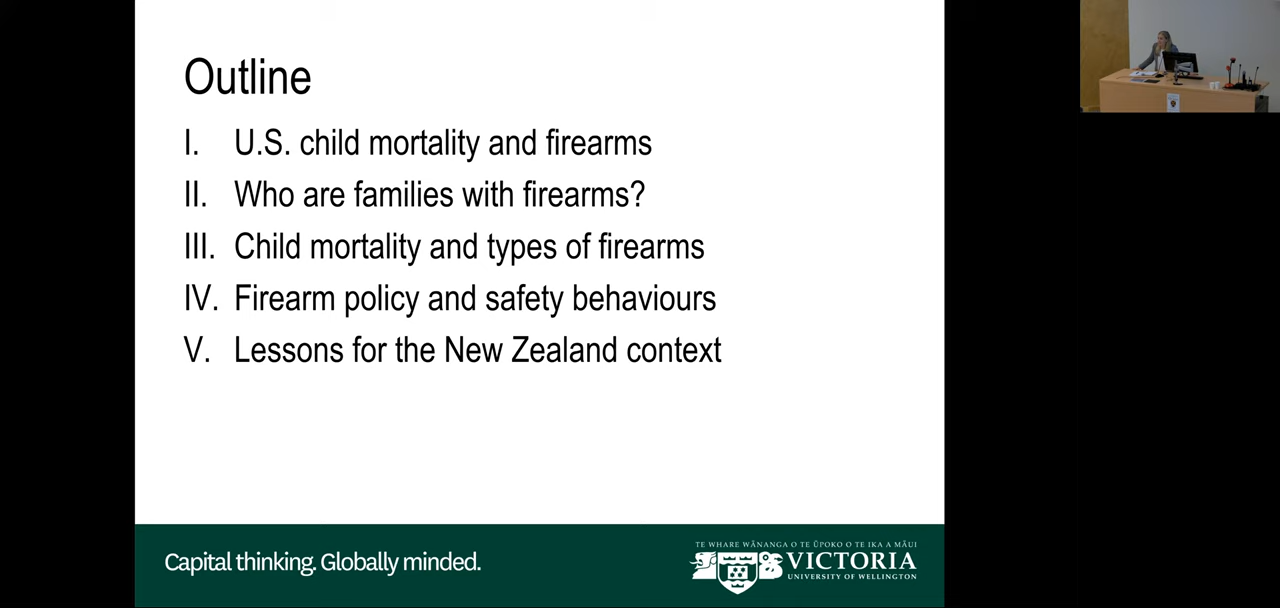 Outline
I. U.S. child mortality and firearms
II. Who are families with firearms?
III. Child mortality and types of firearms
IV. Firearm policy and safety behaviours
V. Lessons for the New Zealand context
Capital thinking. Globally minded.
TE WHARE WĀNANGA O TE ŪPOKO O TE IKA A MĀUI
VICTORIA
UNIVERSITY OF WELLINGTON